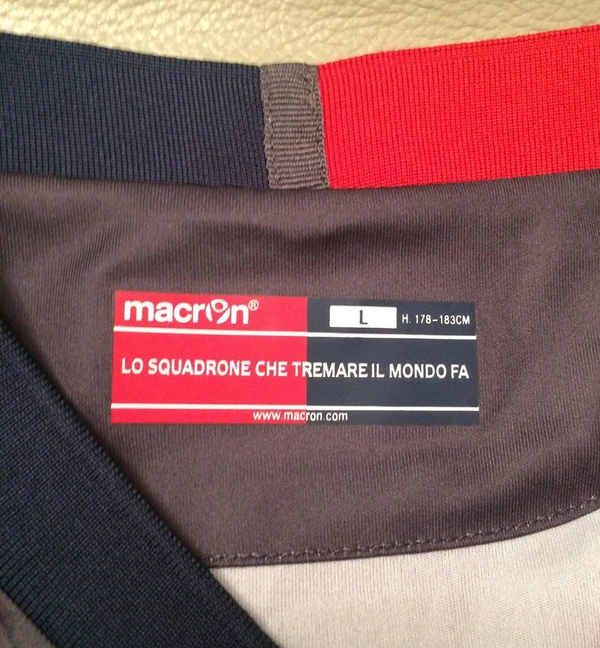 macron®
L H. 178-183CM
LO SQUADRONE CHE TREMARE IL MONDO FA
www.macron.com